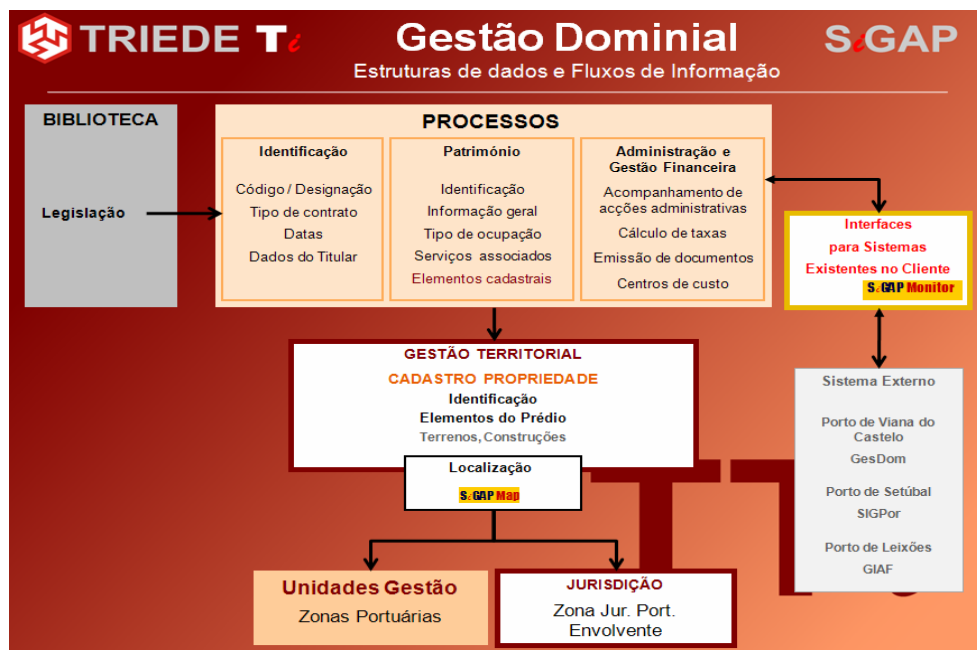 TRIEDE Ti
Gestão Dominial
SiGAP
Estruturas de dados e Fluxos de Informação
BIBLIOTECA
Legislação
PROCESSOS
Identificação
Código / Designação
Tipo de contrato
Datas
Dados do Titular
Património
Identificação
Informação geral
Tipo de ocupação
Serviços associados
Elementos cadastrais
Administração e
Gestão Financeira
Acompanhamento de
acções administrativas
Cálculo de taxas
Emissão de documentos
Centros de custo
Interfaces
para Sistemas
Existentes no Cliente
SiGAP Monitor
GESTÃO TERRITORIAL
CADASTRO PROPRIEDADE
Identificação
Elementos do Prédio
Terrenos, Construções
Localização
SiGAP Map
Sistema Externo
Porto de Viana do
Castelo
GesDom
Porto de Setúbal
SIGPor
Porto de Leixões
GIAF
Unidades Gestão
Zonas Portuárias
JURISDIÇÃO
Zona Jur. Port.
Envolvente